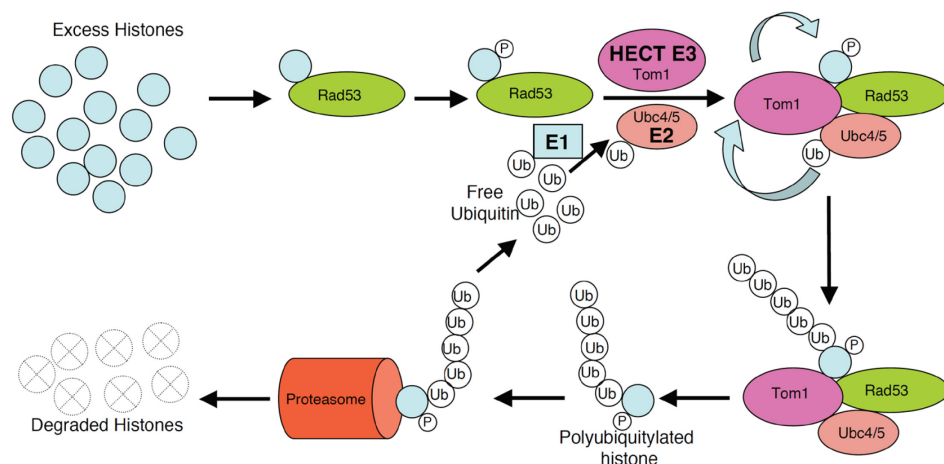 Excess Histones
Rad53
P
Rad53
HECT E3
Tom1
Ubc4/5
E2
Ub
E1
Ub
Ub
Ub
Ub
Ub
Free
Ubiquitin
P
Tom1
Rad53
Ubc4/5
Ub
Ub
Ub
Ub
Ub
Ub
Ub
P
Tom1
Rad53
Ubc4/5
Ub
Ub
Ub
Ub
Ub
Ub
P
Polyubiquitylated
histone
Ub
Ub
Ub
Ub
Ub
Ub
P
Proteasome
Degraded Histones